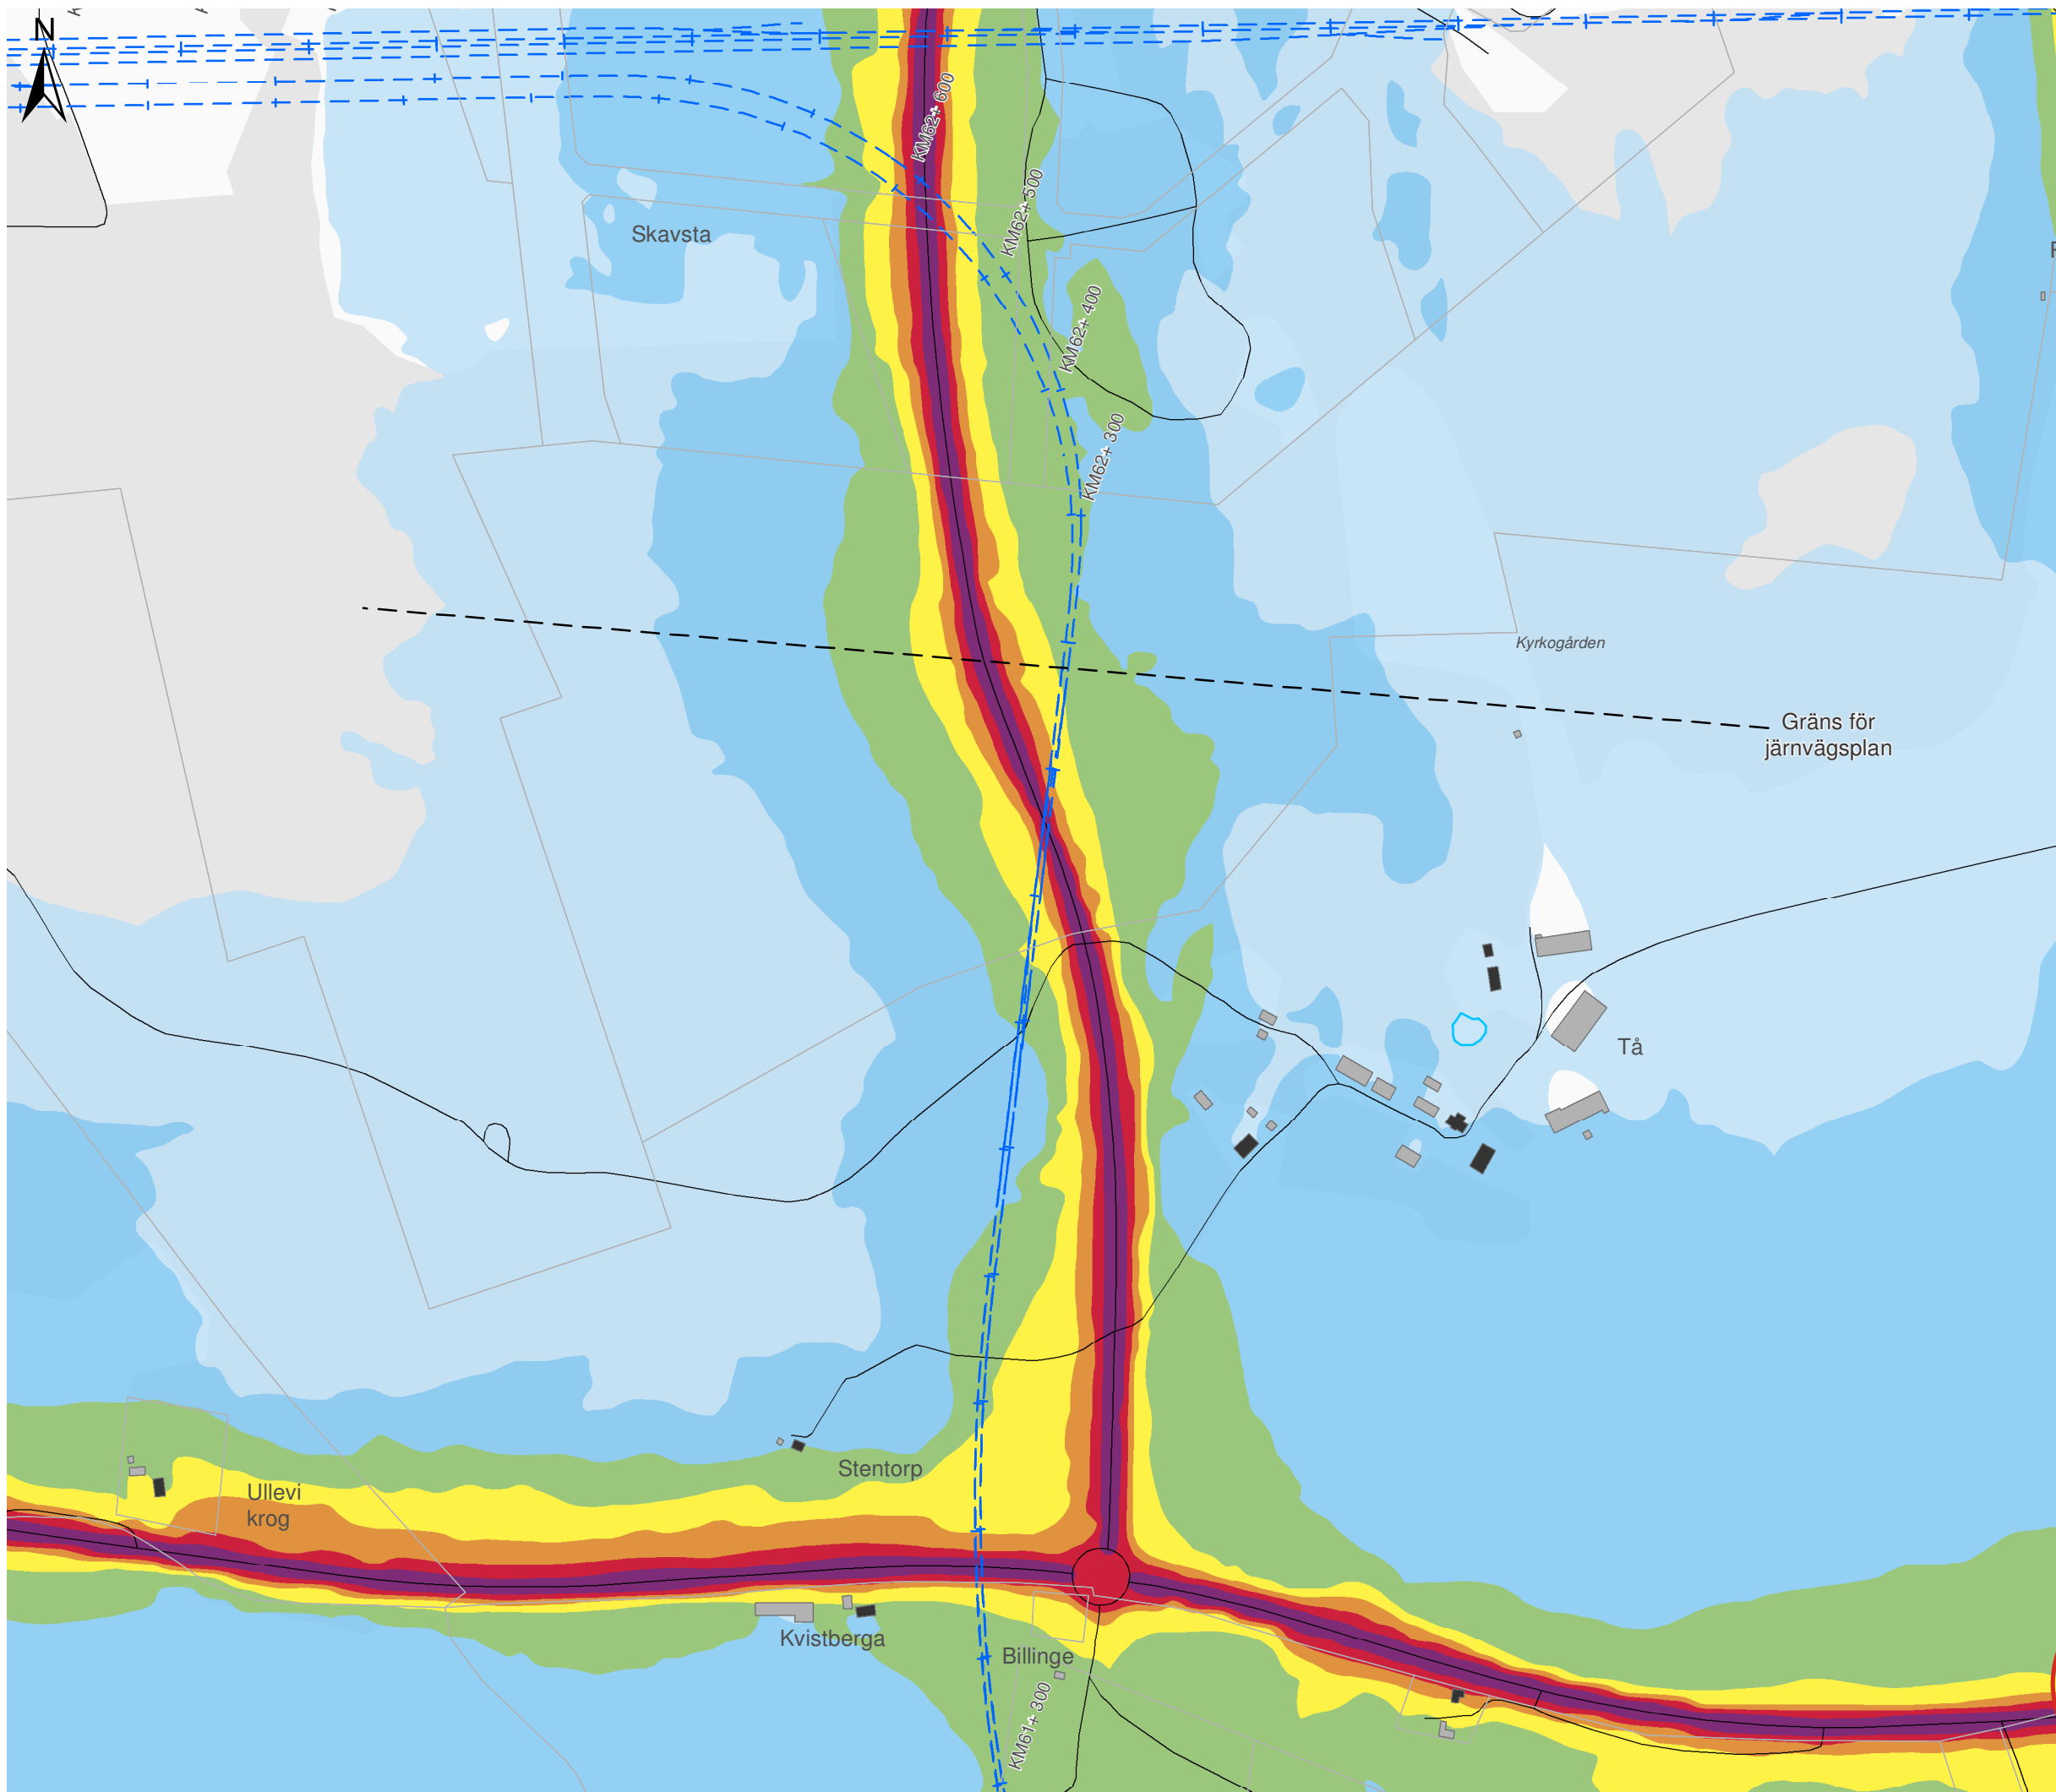 N
KM62+ 600
KM62+ 500
Skavsta
KM62+ 400
KM62+ 300
Kyrkogården
Gräns för
järnvägsplan
Tå
Stentorp
Ullevi
krog
Kvistberga
Billinge
KM61+ 300